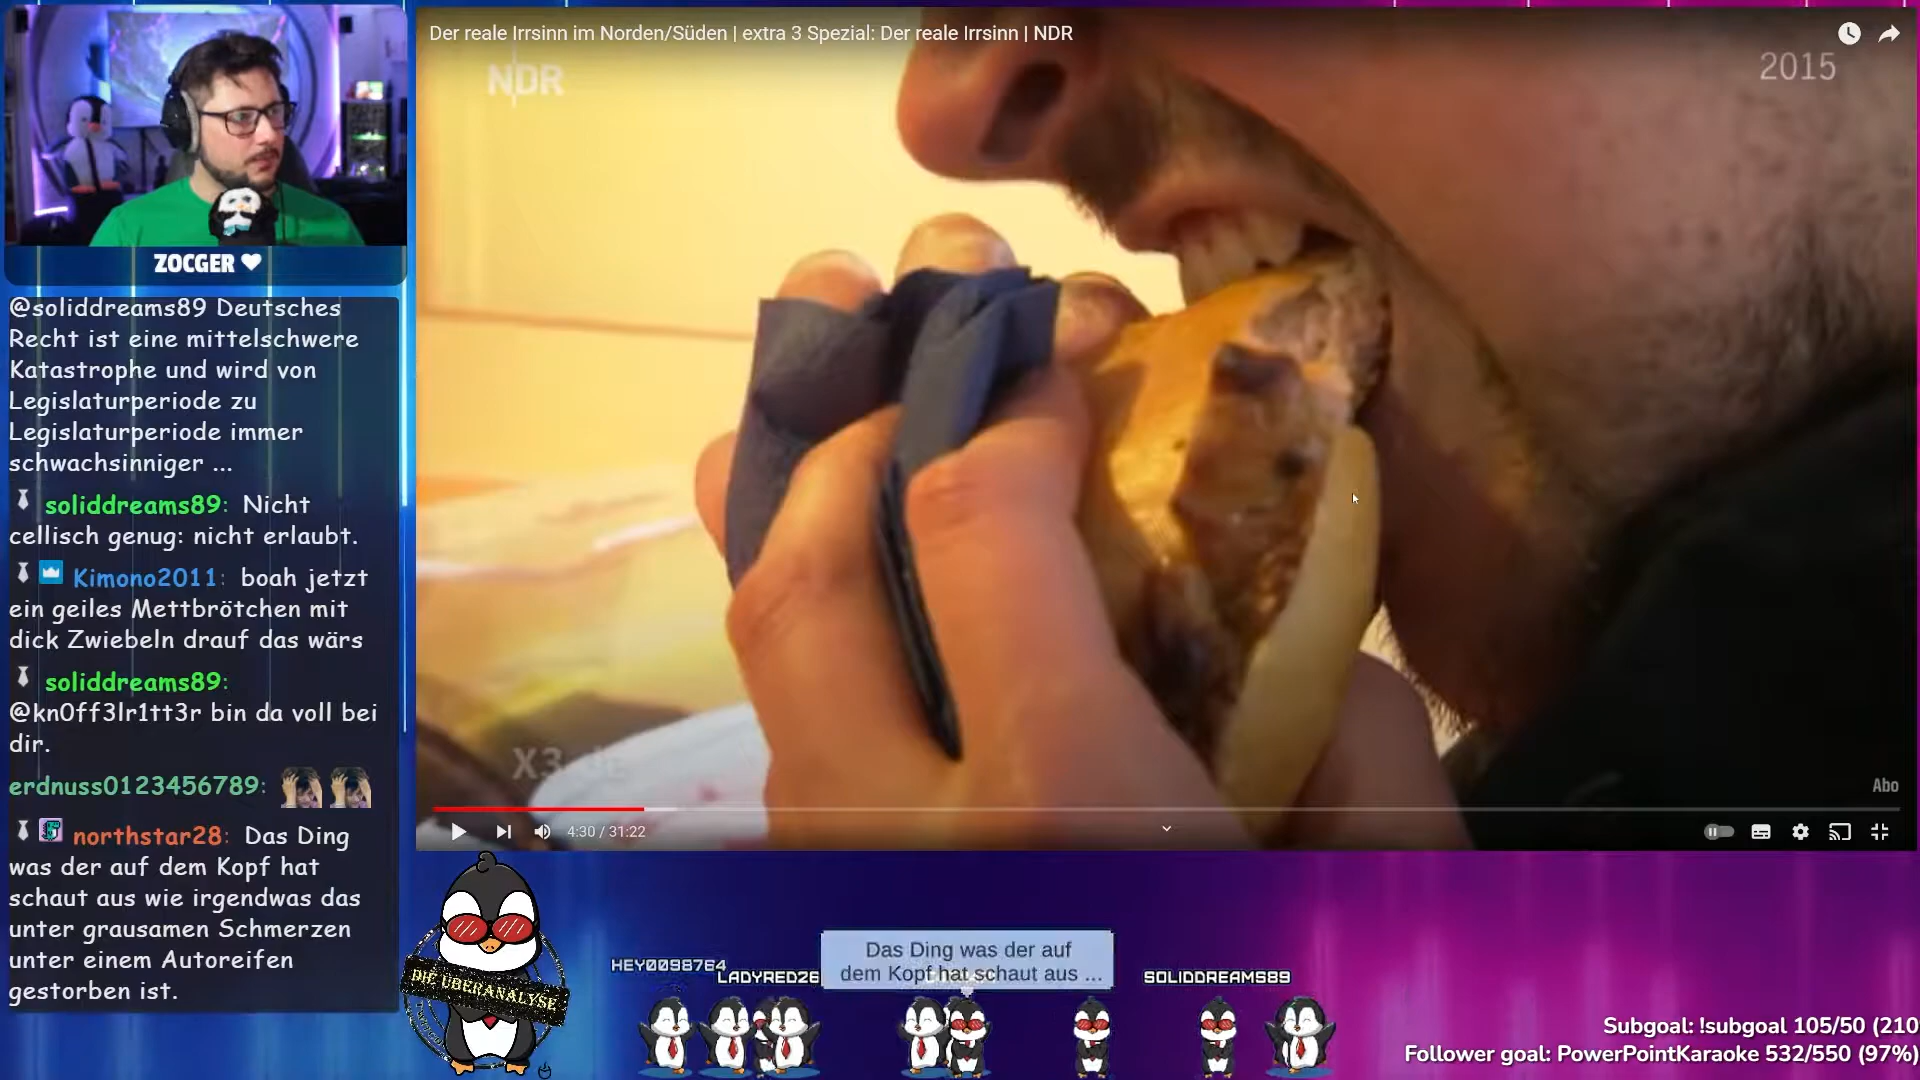 Der reale Irrsinn im Norden/Süden | extra 3 Spezial: Der reale Irrsinn | NDR
NDR
2015
ZOCGER
@soliddreams89 Deutsches
Recht ist eine mittelschwere
Katastrophe und wird von
Legislaturperiode zu
Legislaturperiode immer
schwachsinniger ...
soliddreams89: Nicht
cellisch genug: nicht erlaubt.
Kimono2011: boah jetzt
ein geiles Mettbrötchen mit
dick Zwiebeln drauf das wärs
soliddreams89:
@kn0ff3lr1tt3r bin da voll bei
dir.
erdnuss0123456789:
northstar28: Das Ding
was der auf dem Kopf hat
schaut aus wie irgendwas das
unter grausamen Schmerzen
unter einem Autoreifen
gestorben ist.
X3.de
Abo
4:30 / 31:22
DIE ÜBERANALYSE
HEY0098764
LADYRED26
Das Ding was der auf
dem Kopf hat schaut aus ...
SOLIDDREAMS89
Subgoal: !subgoal 105/50 (210
Follower goal: PowerPointKaraoke 532/550 (97%)